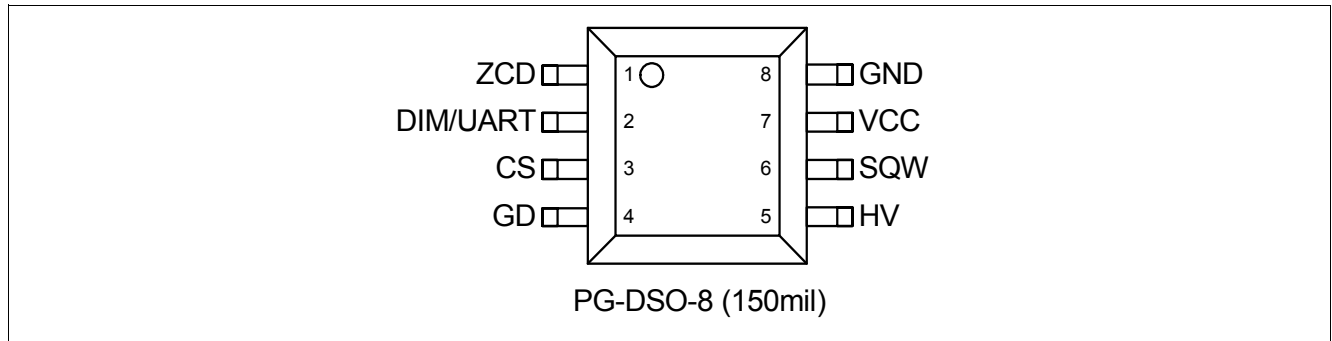 ZCD 1 8 GND
DIM/UART 2 7 VCC
CS 3 6 SQW
GD 4 5 HV
PG-DSO-8 (150mil)